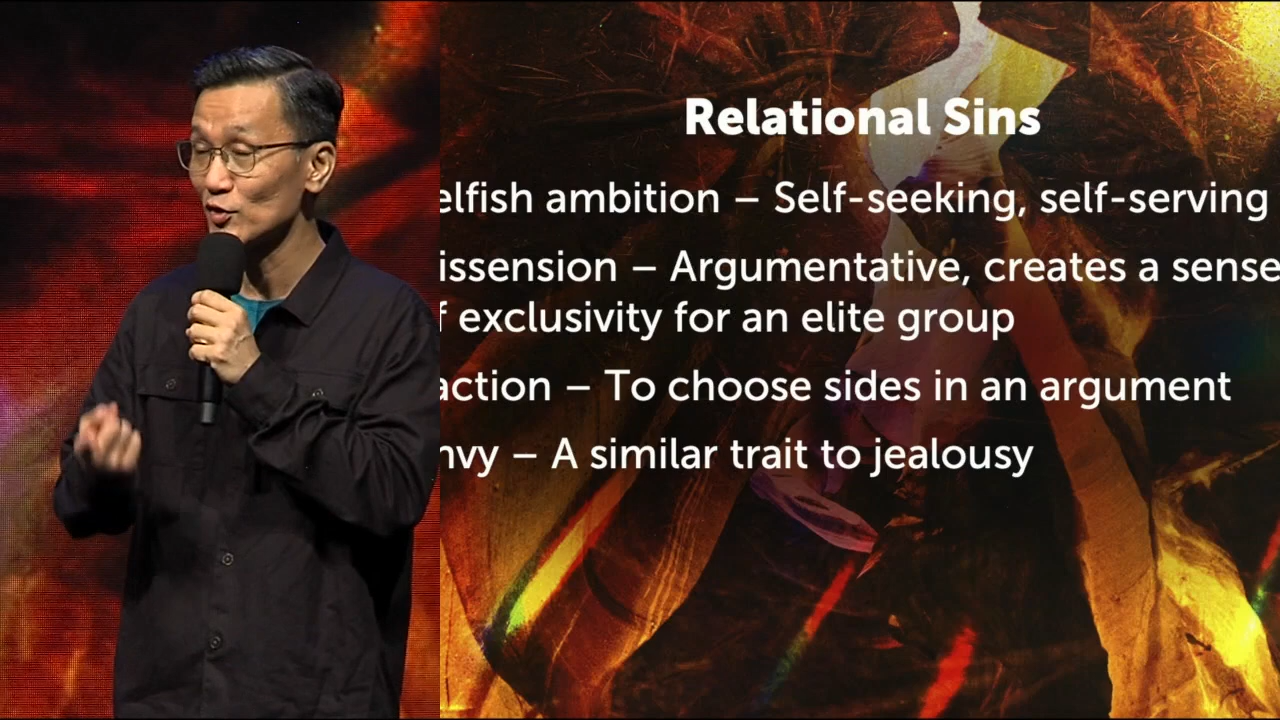 Relational Sins
elfish ambition – Self-seeking, self-serving
issension – Argumentative, creates a sense
f exclusivity for an elite group
action – To choose sides in an argument
nvy – A similar trait to jealousy